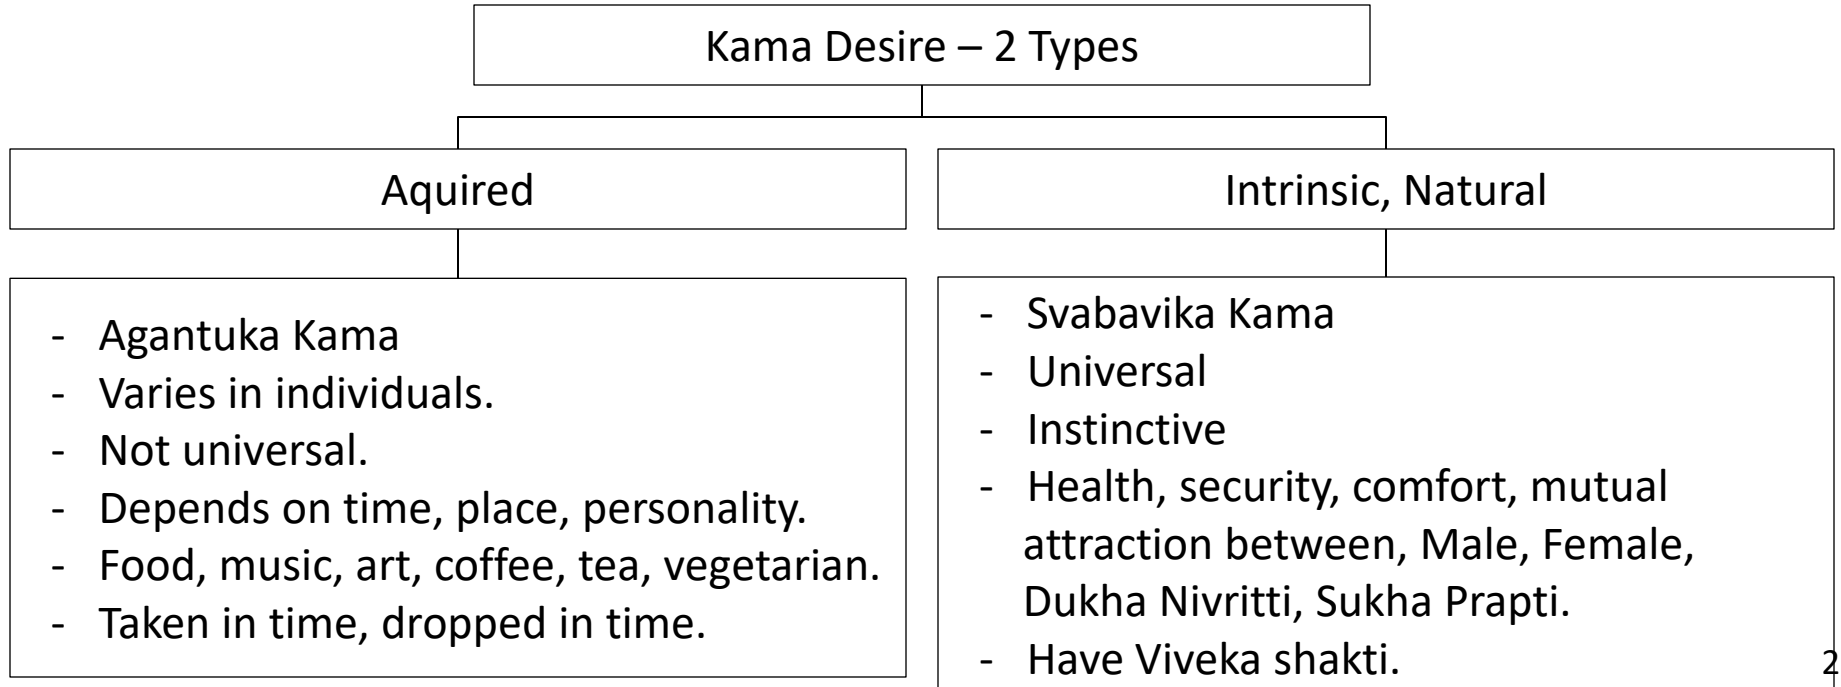 Kama Desire – 2 Types
Aquired
Intrinsic, Natural
- Agantuka Kama
- Varies in individuals.
- Not universal.
- Depends on time, place, personality.
- Food, music, art, coffee, tea, vegetarian.
- Taken in time, dropped in time.
- Svabavika Kama
- Universal
- Instinctive
- Health, security, comfort, mutual
attraction between, Male, Female,
Dukha Nivritti, Sukha Prapti.
- Have Viveka shakti.
2